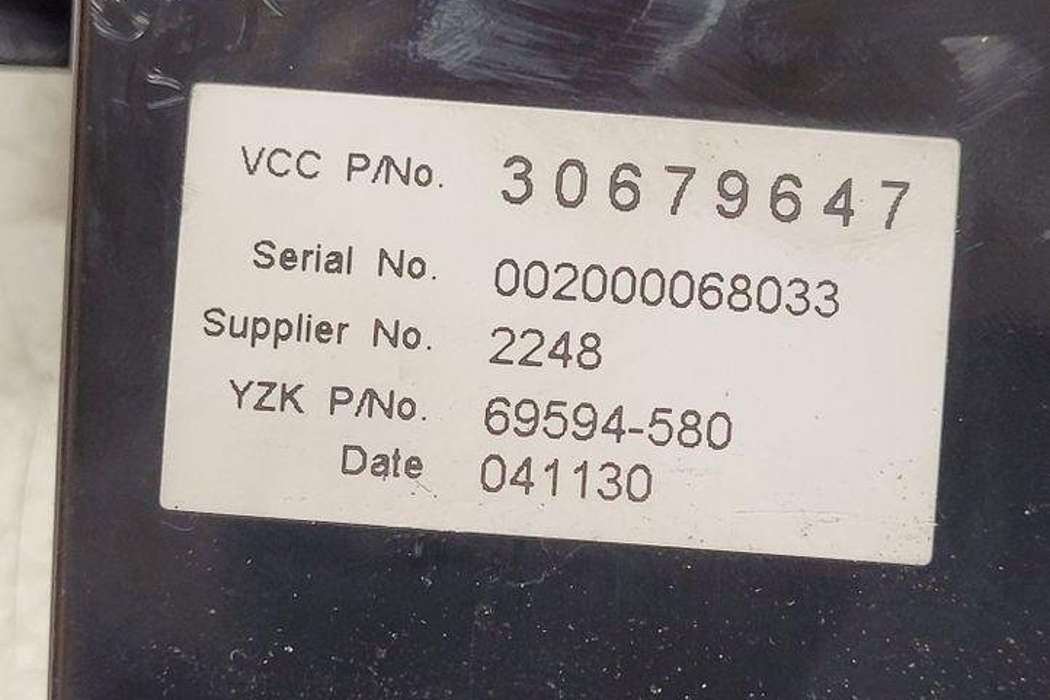 VCC P/No. 30679647
Serial No. 002000068033
Supplier No. 2248
YZK P/No. 69594-580
Date 041130